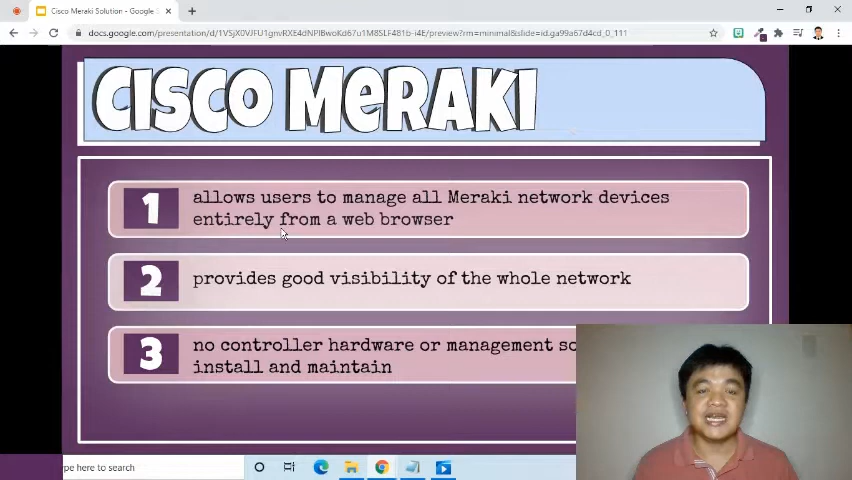 Cisco Meraki Solution - Google S
docs.google.com/presentation/d/1VSjX0VJFU1gnvRXE4dNPIBwoKd67u1M8SLF481b-i4E/preview?rm=minimal&slide=id.ga99a67d4cd_0_111
CISCO MERAKI
1
allows users to manage all Meraki network devices
entirely from a web browser
2
provides good visibility of the whole network
3
no controller hardware or management so
install and maintain
ype here to search